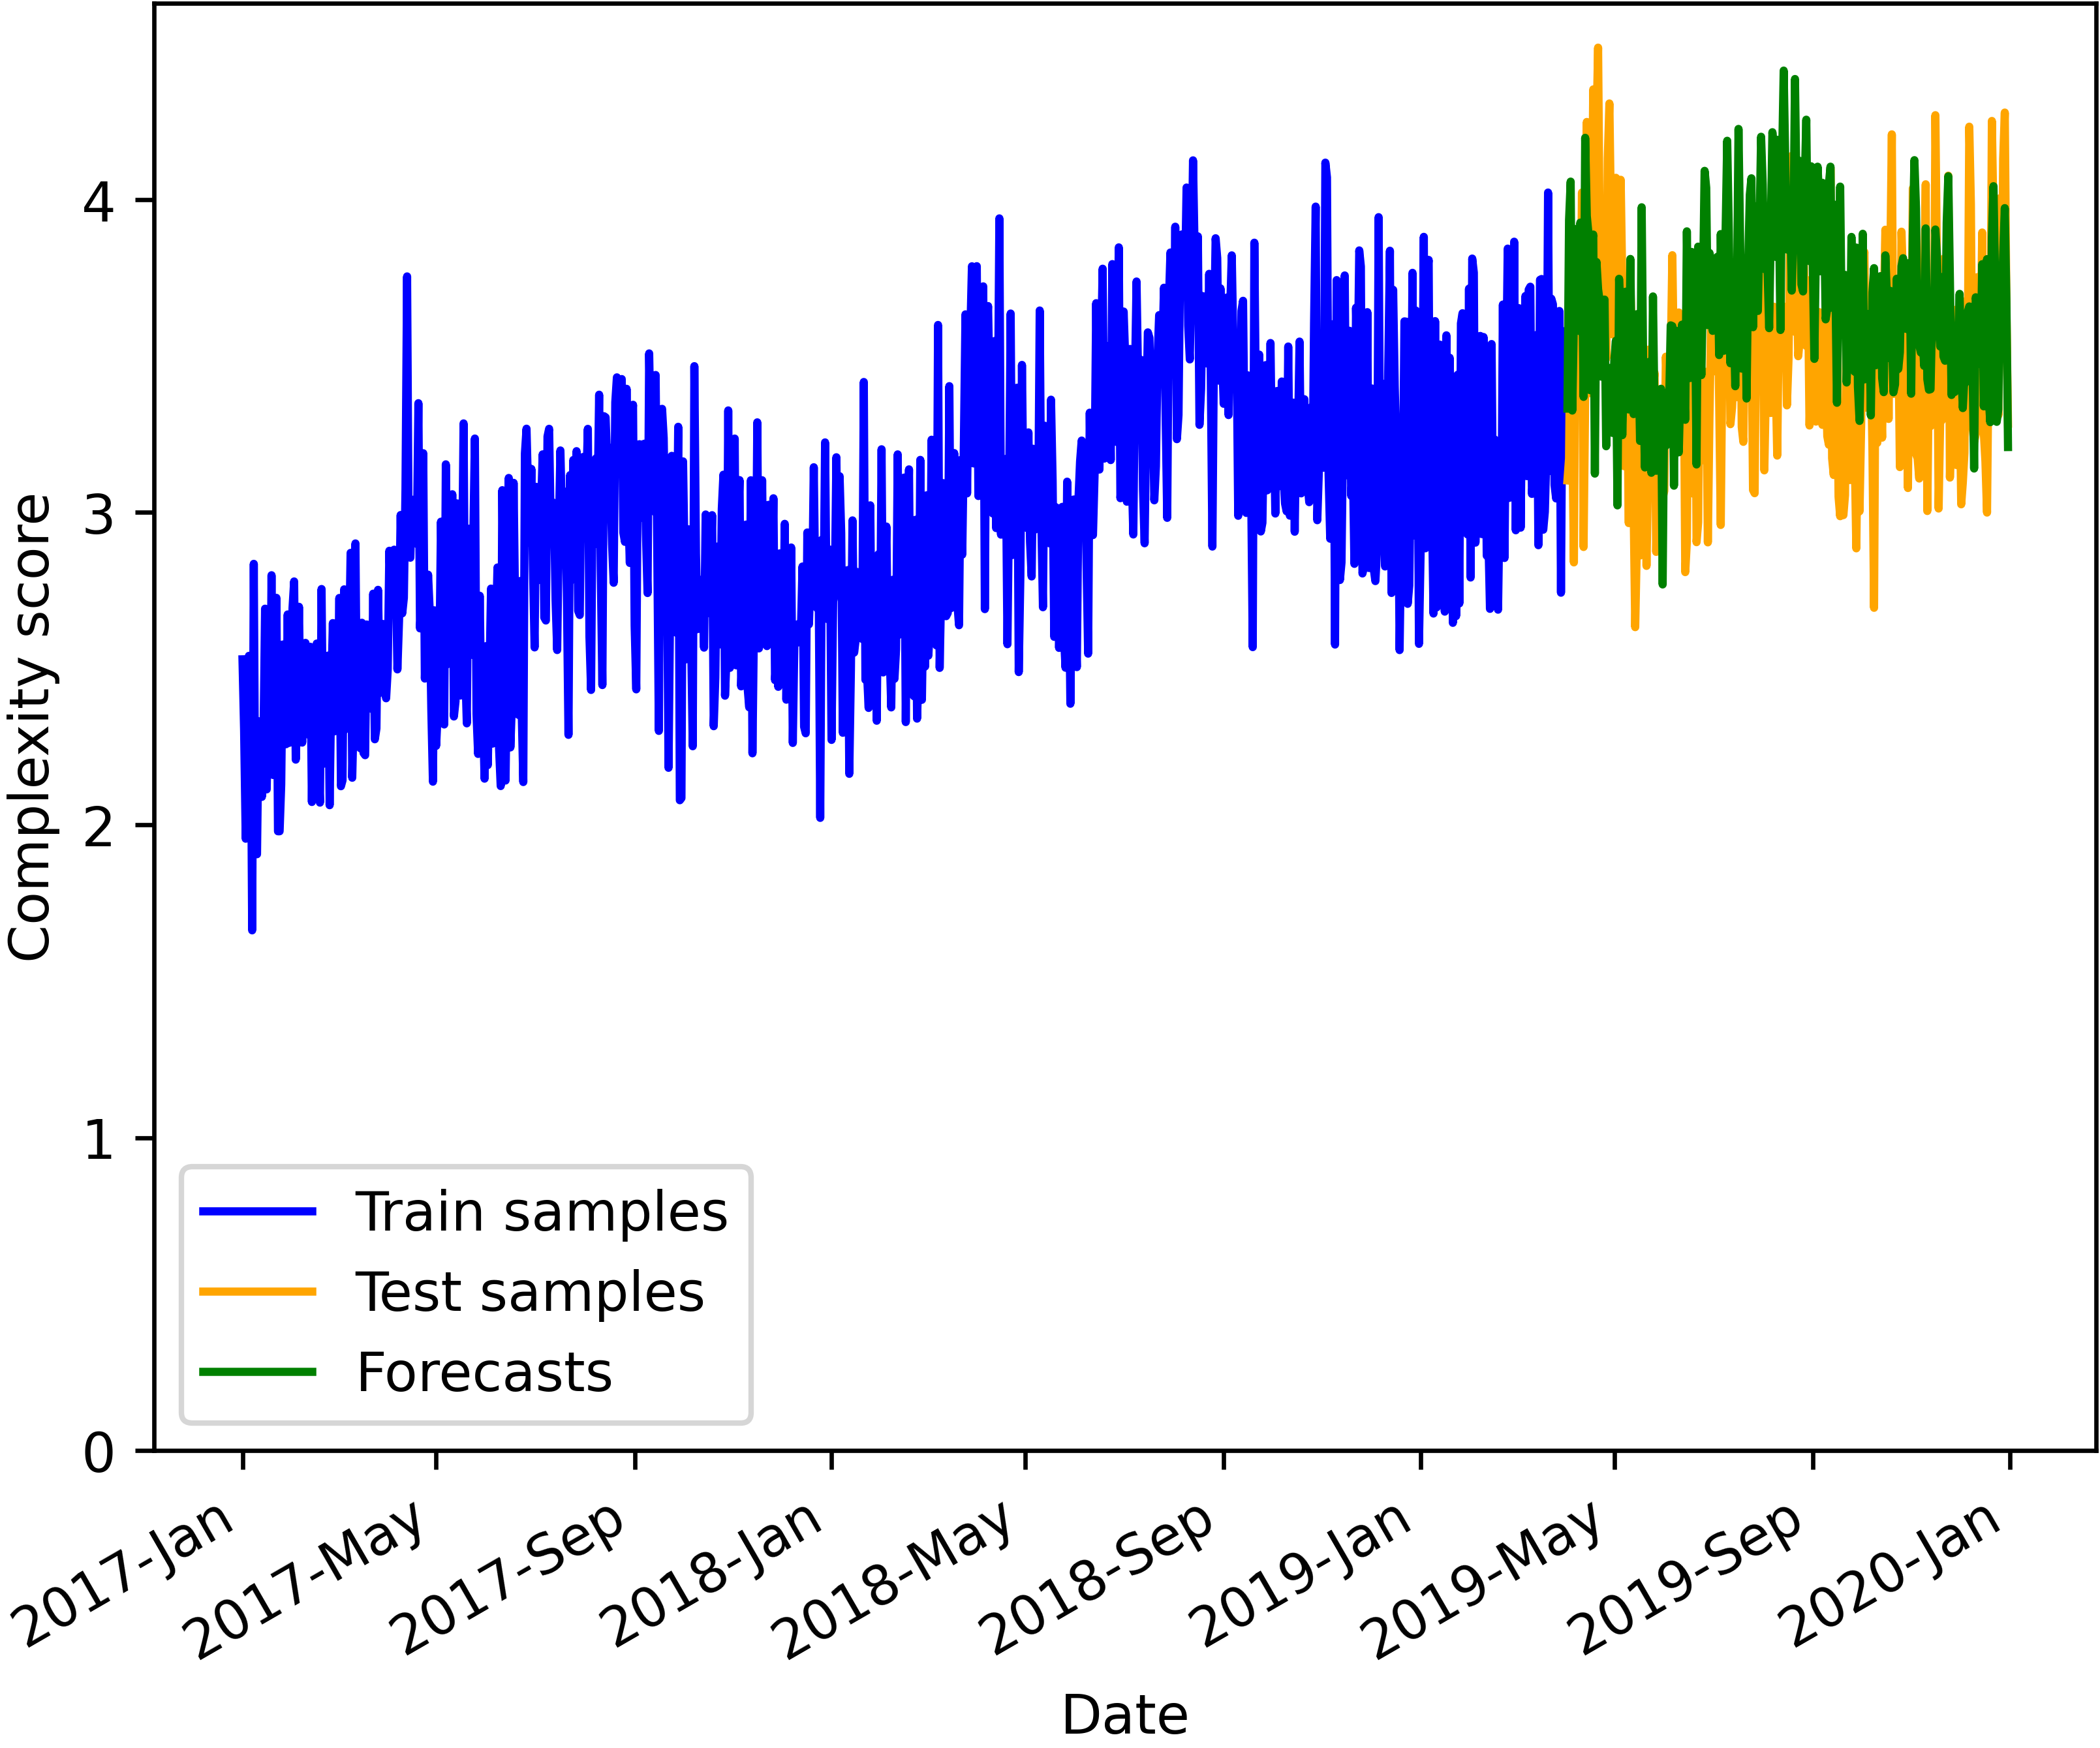 Complexity score
4
3
2
1
0
Train samples
Test samples
Forecasts
2017-Jan
2017-May
2017-Sep
2018-Jan
2018-May
2018-Sep
2019-Jan
2019-May
2019-Sep
2020-Jan
Date